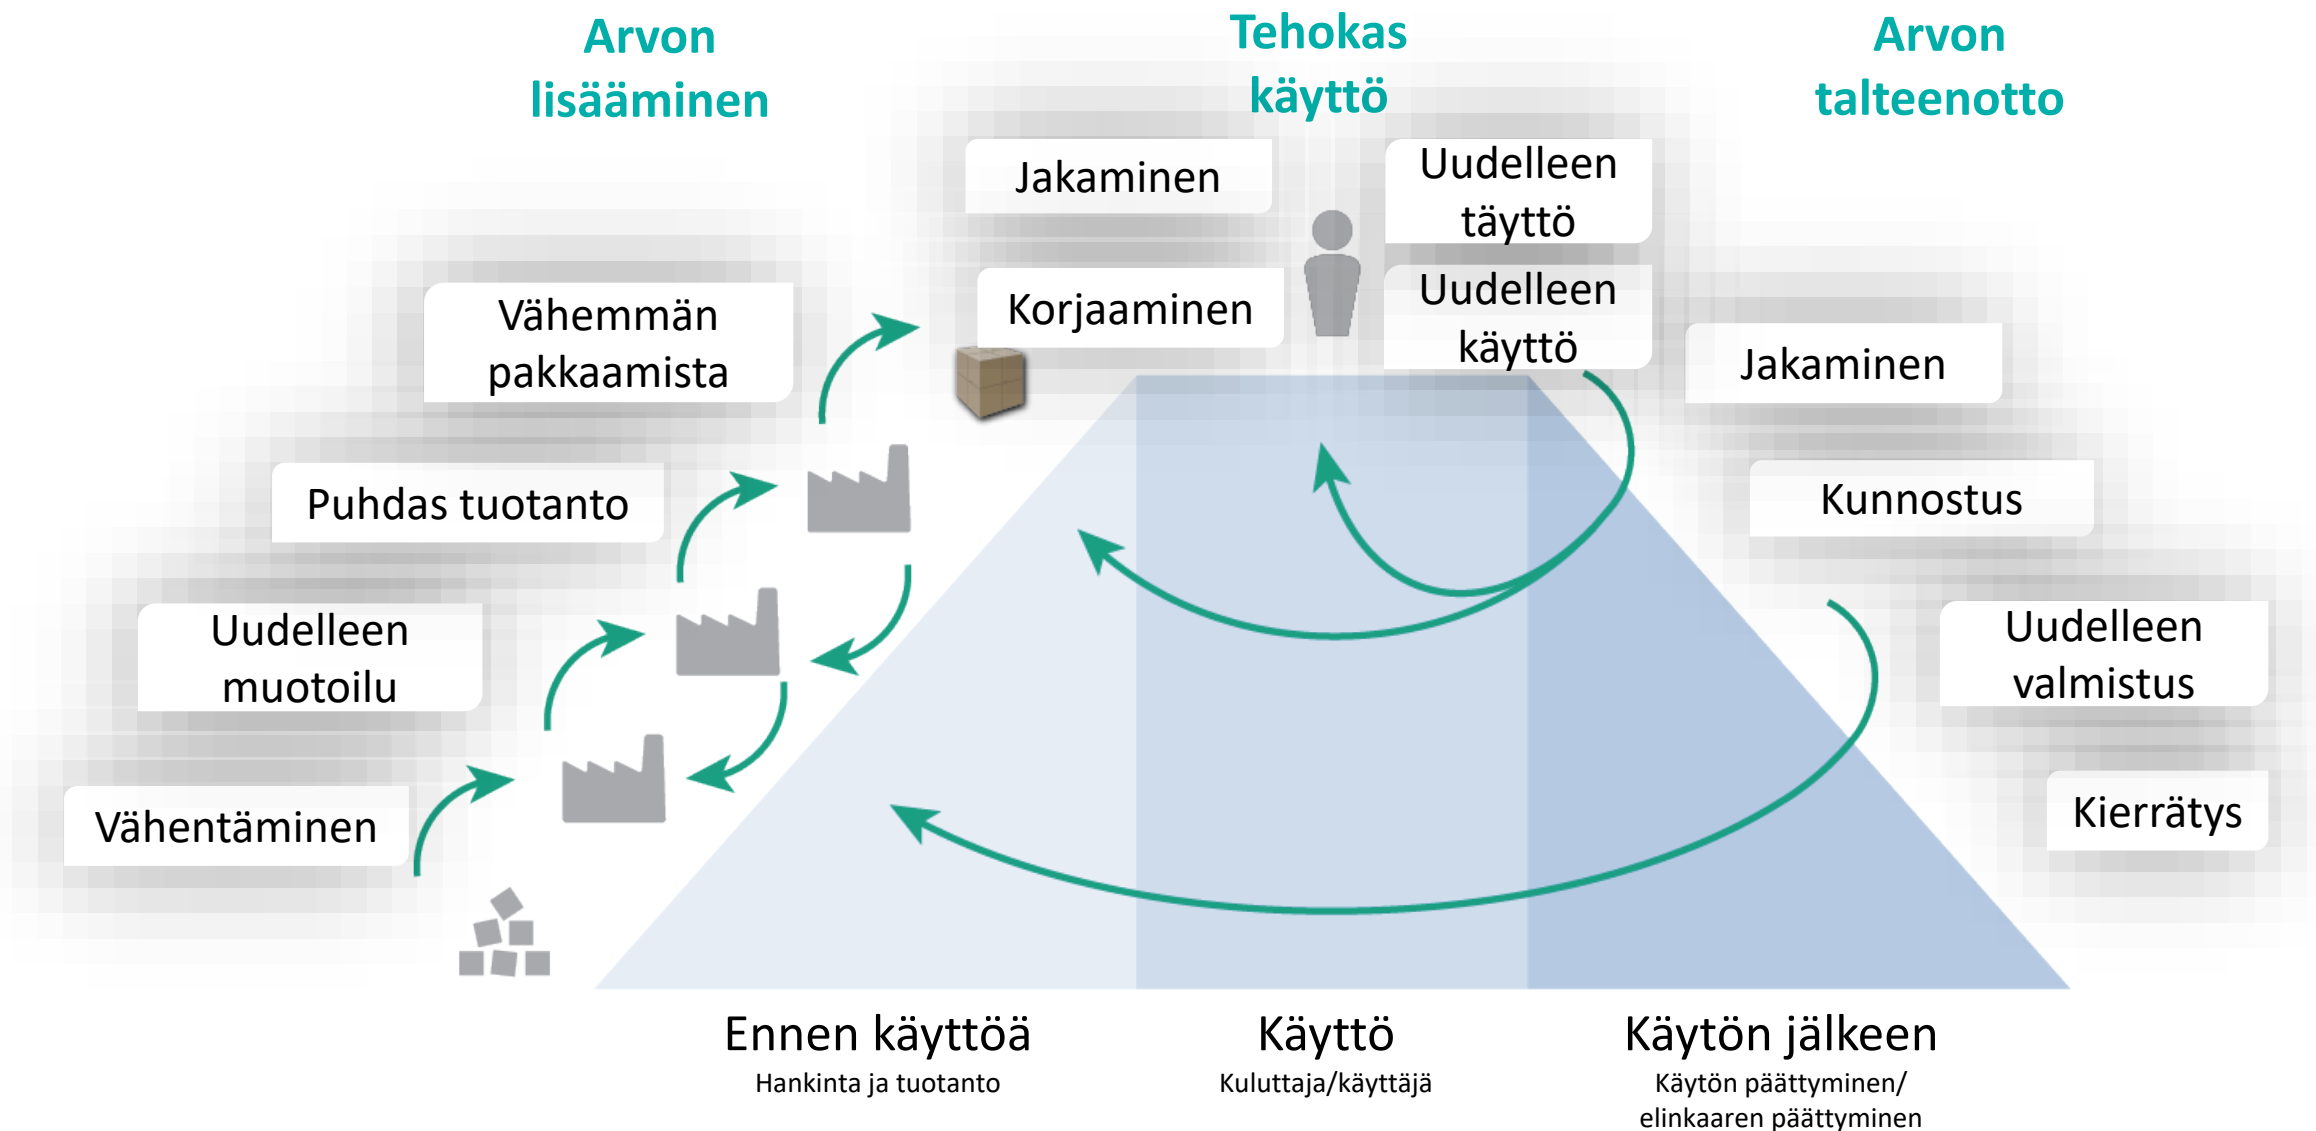 Arvon
lisääminen
Tehokas
käyttö
Arvon
talteenotto
Jakaminen
Uudelleen
täyttö
Korjaaminen
Uudelleen
käyttö
Vähemmän
pakkaamista
Jakaminen
Puhdas tuotanto
Kunnostus
Uudelleen
muotoilu
Uudelleen
valmistus
Vähentäminen
Kierrätys
Ennen käyttöä
Hankinta ja tuotanto
Käyttö
Kuluttaja/käyttäjä
Käytön jälkeen
Käytön päättyminen/
elinkaaren päättyminen